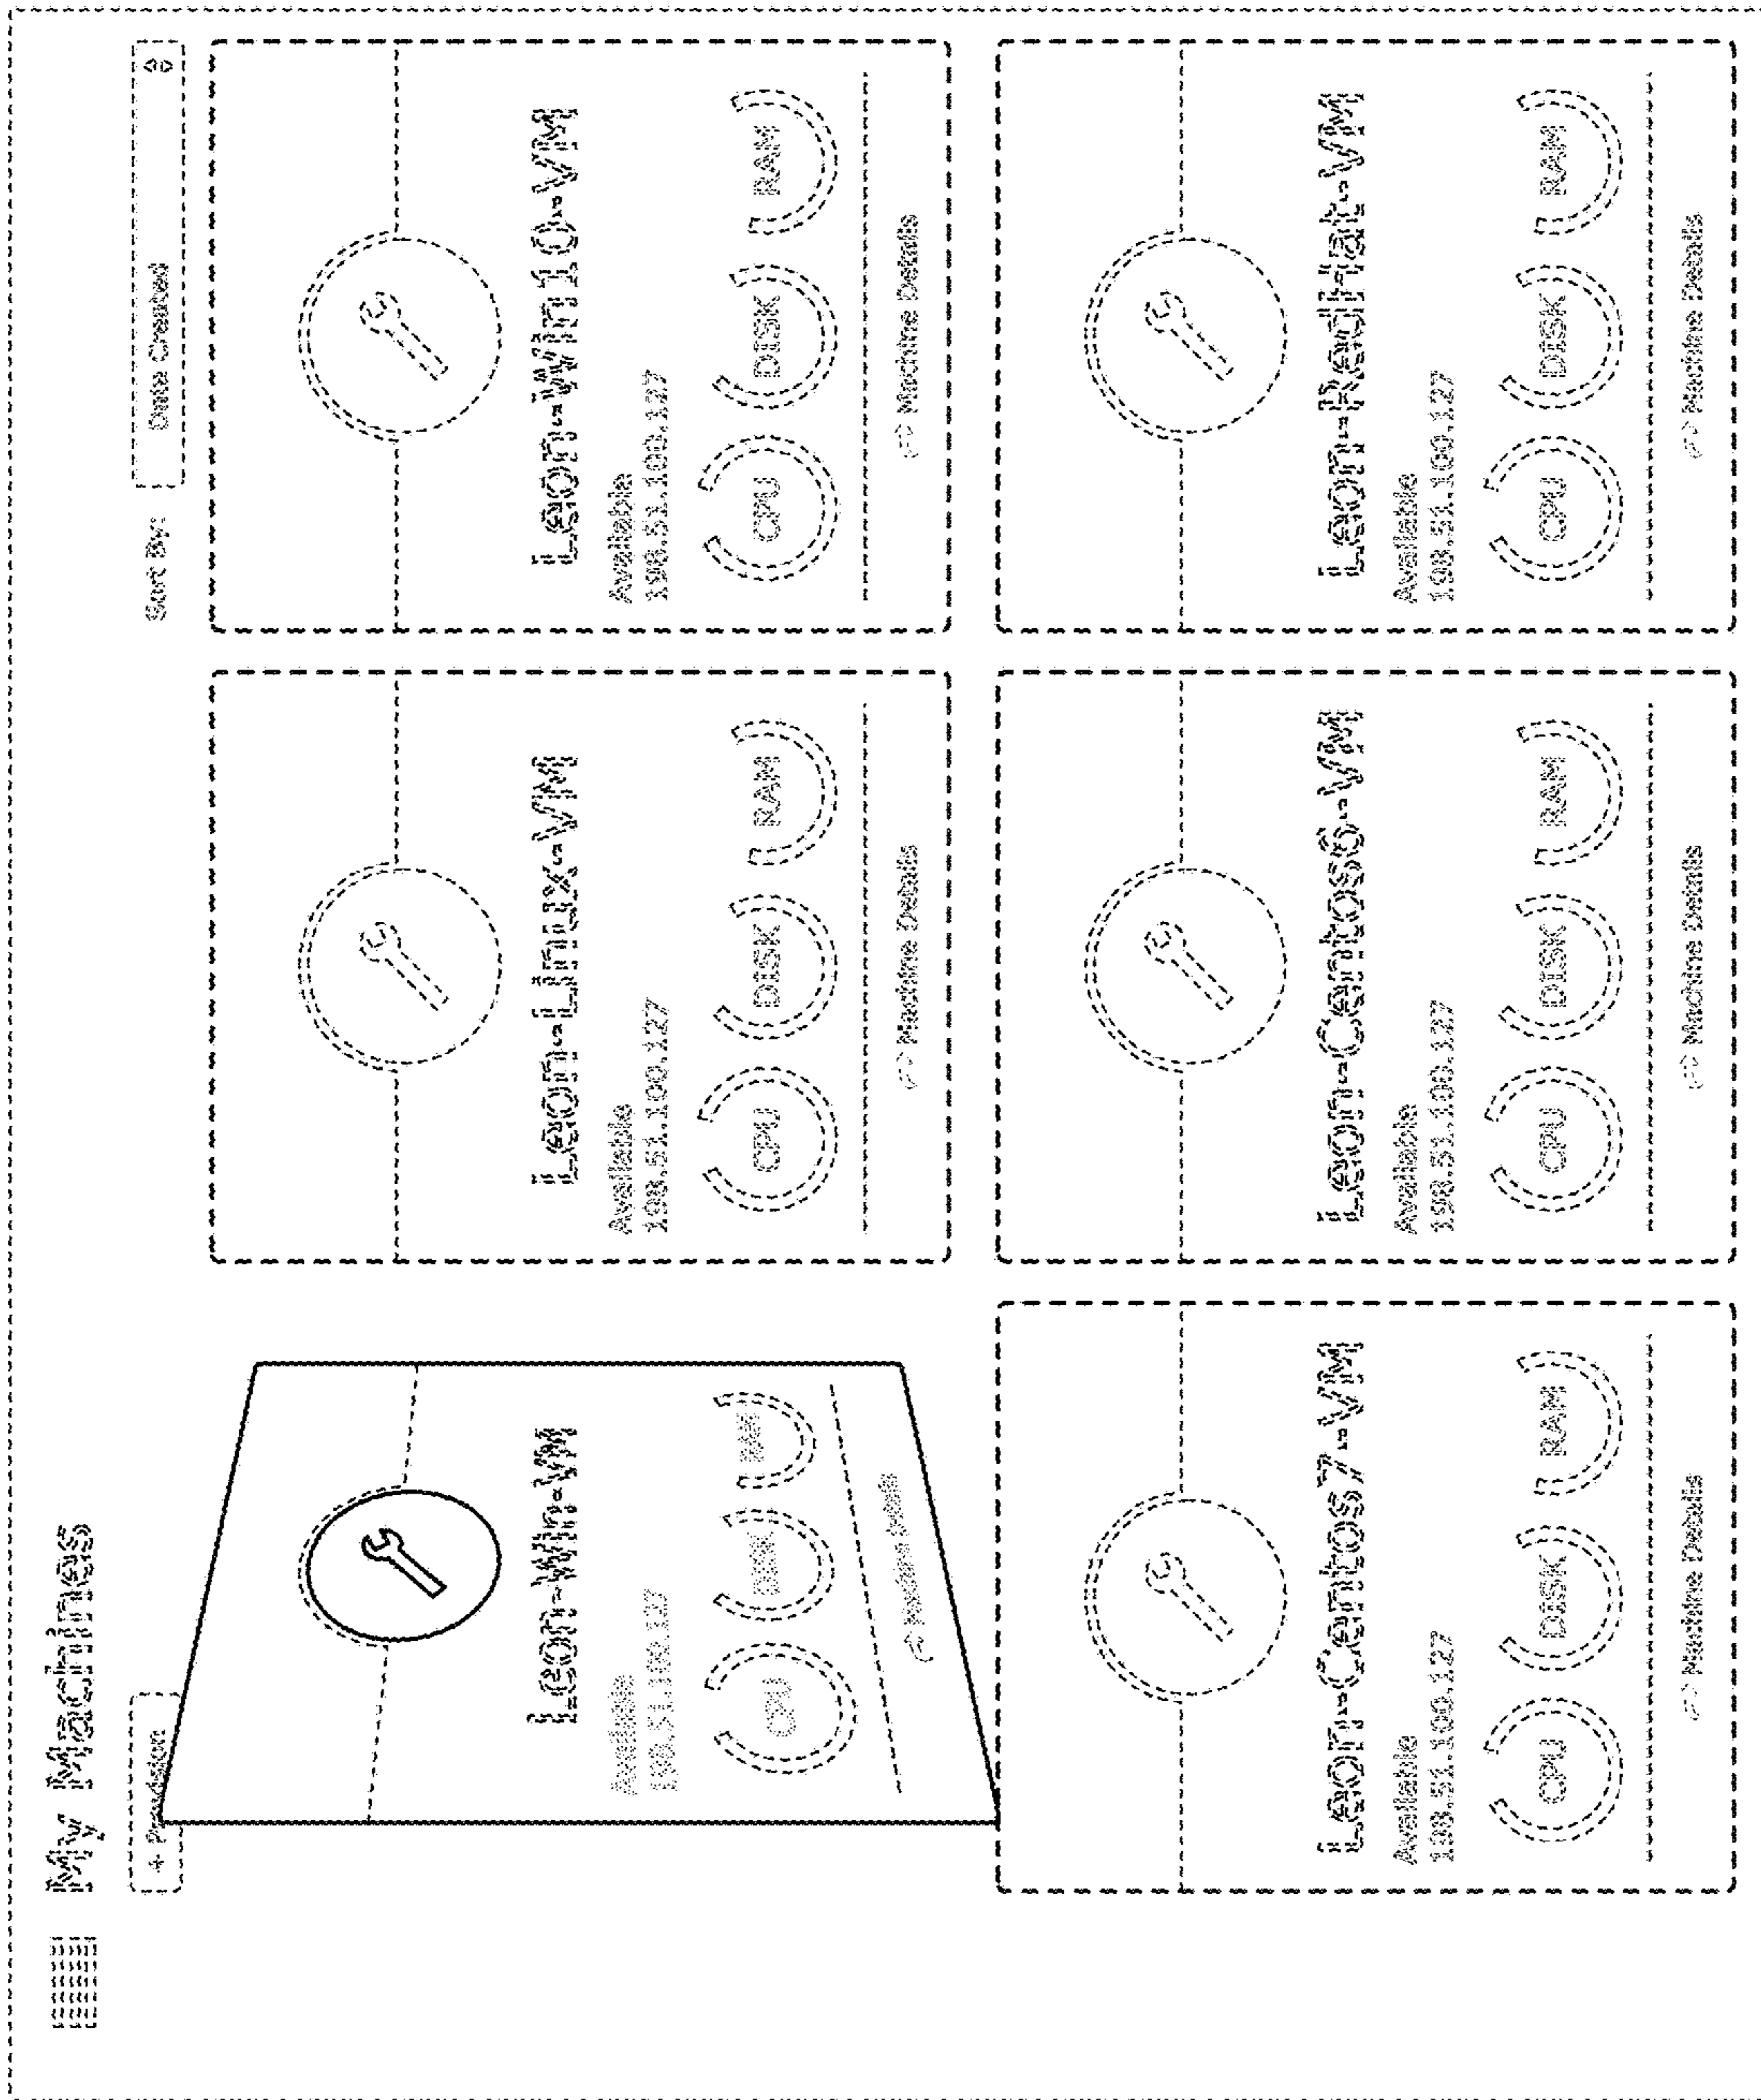 My Machines
+ Provision
Sort By: Date Created
Leon-Win-VM
Available
198.51.100.127
CPU DISK RAM
Machine Details
Leon-Linux-VM
Available
198.51.100.127
CPU DISK RAM
Machine Details
Leon-Win10-VM
Available
198.51.100.127
CPU DISK RAM
Machine Details
Leon-Centos7-VM
Available
198.51.100.127
CPU DISK RAM
Machine Details
Leon-Centos6-VM
Available
198.51.100.127
CPU DISK RAM
Machine Details
Leon-RedHat-VM
Available
198.51.100.127
CPU DISK RAM
Machine Details